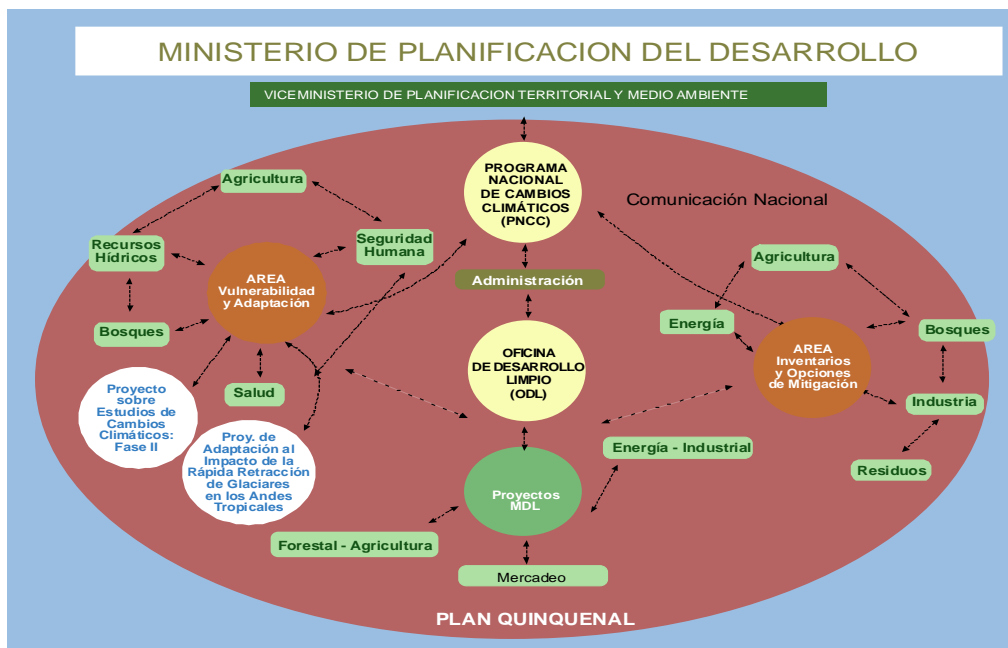 MINISTERIO DE PLANIFICACION DEL DESARROLLO
VICEMINISTERIO DE PLANIFICACION TERRITORIAL Y MEDIO AMBIENTE
PROGRAMA
NACIONAL
DE CAMBIOS
CLIMÁTICOS
(PNCC)
Comunicación Nacional
Agricultura
Recursos
Hídricos
Seguridad
Humana
AREA
Vulnerabilidad
y Adaptación
Bosques
Salud
Proyecto
sobre
Estudios de
Cambios
Climáticos:
Fase II
Proy. de
Adaptación al
Impacto de la
Rápida Retracción
de Glaciares
en los Andes
Tropicales
Administración
OFICINA
DE DESARROLLO
LIMPIO
(ODL)
Proyectos
MDL
Energía - Industrial
Forestal - Agricultura
Mercadeo
Agricultura
Energía
Bosques
AREA
Inventarios
y Opciones
de Mitigación
Industria
Residuos
PLAN QUINQUENAL